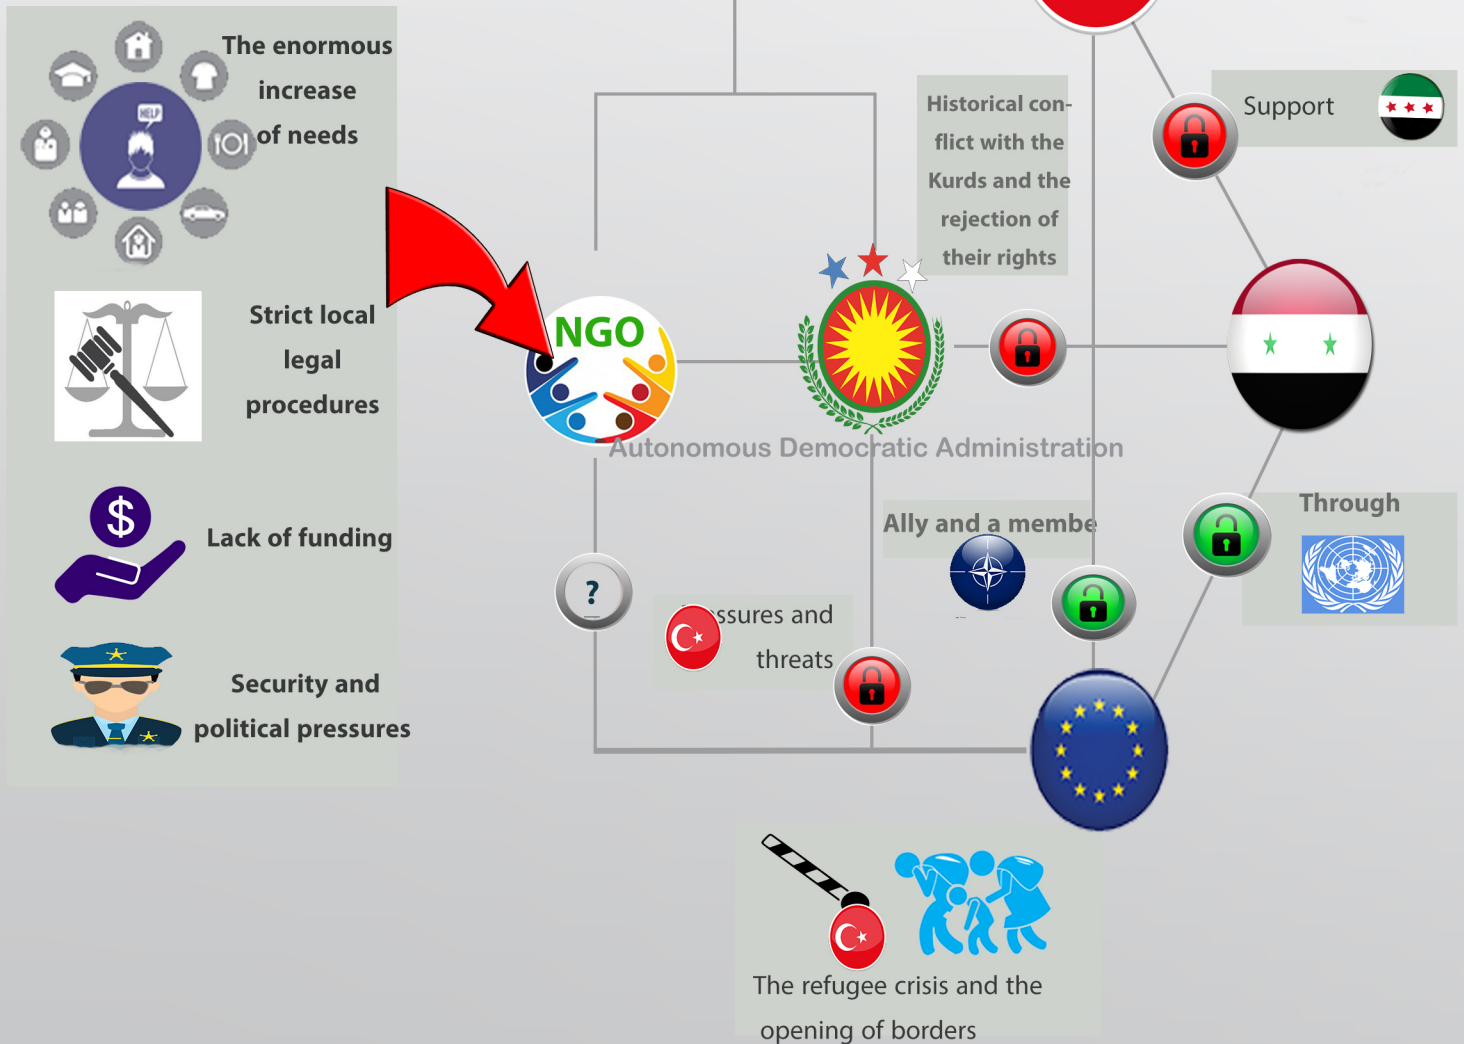 The enormous
increase
of needs
HELP
Strict local
legal
procedures
$
Lack of funding
Security and
political pressures
NGO
Historical con-
flict with the
Kurds and the
rejection of
their rights
Support
Autonomous Democratic Administration
Ally and a membe
Through
?
ssures and
threats
The refugee crisis and the
opening of borders